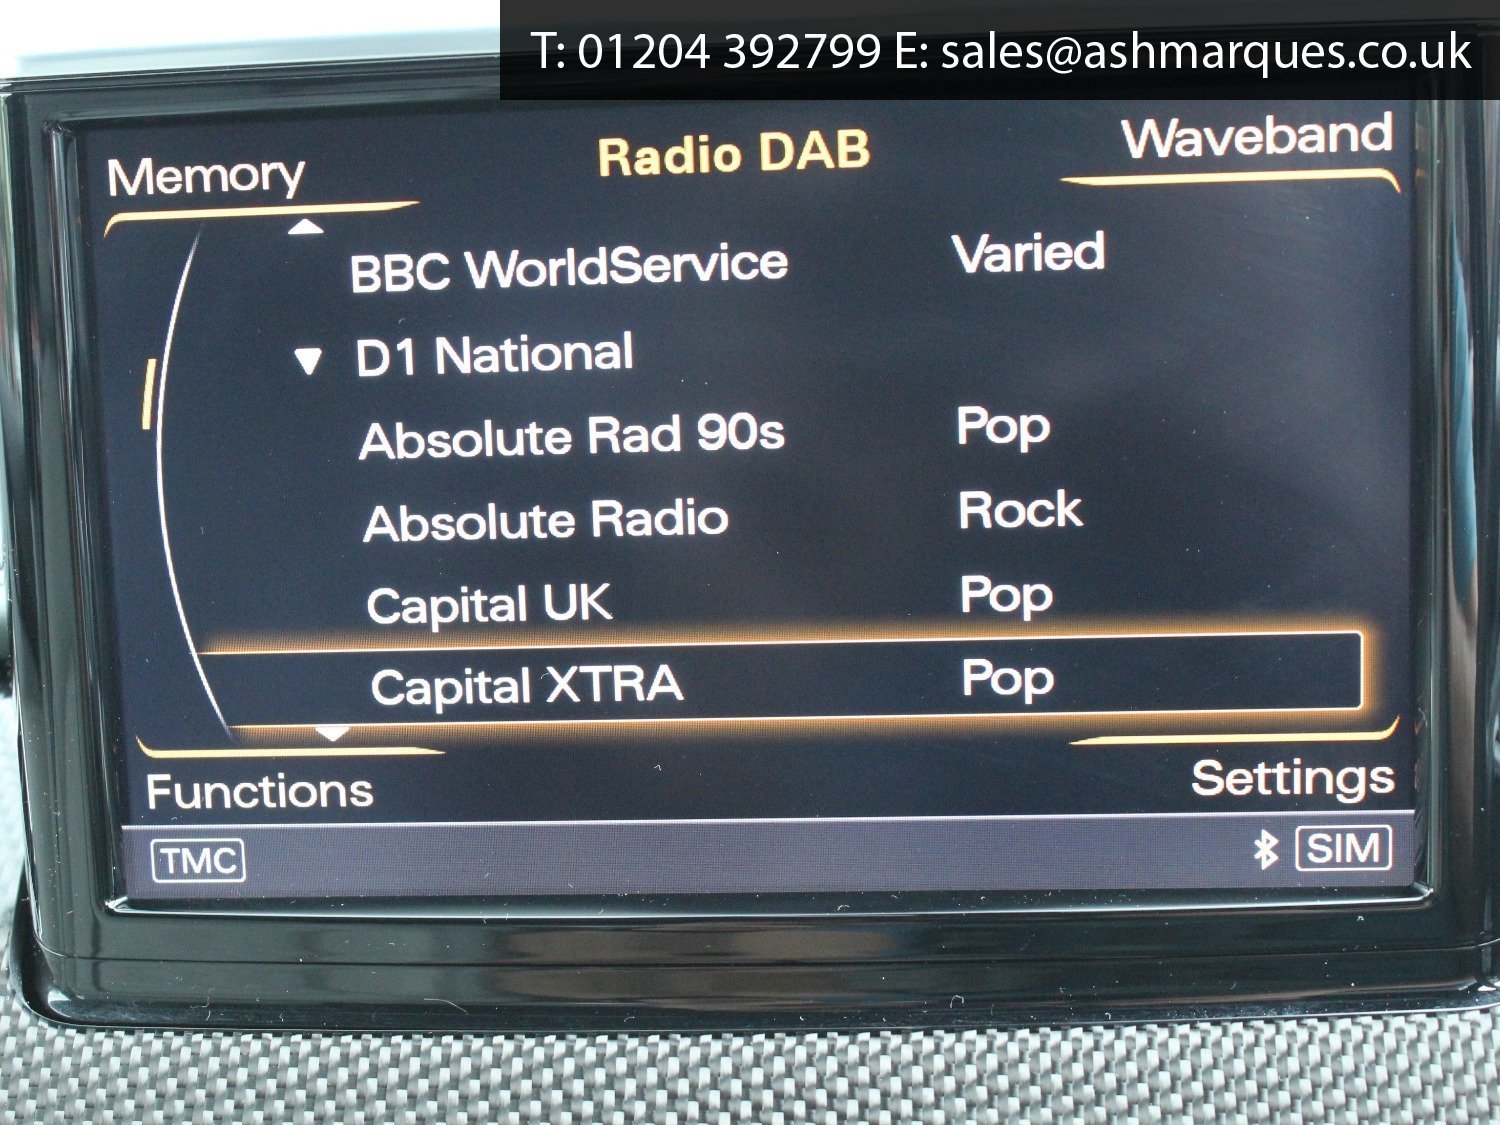 T: 01204 392799 E: sales@ashmarques.co.uk
Memory Radio DAB Waveband
BBC WorldService Varied
D1 National
Absolute Rad 90s Pop
Absolute Radio Rock
Capital UK Pop
Capital XTRA Pop
Functions Settings
TMC SIM